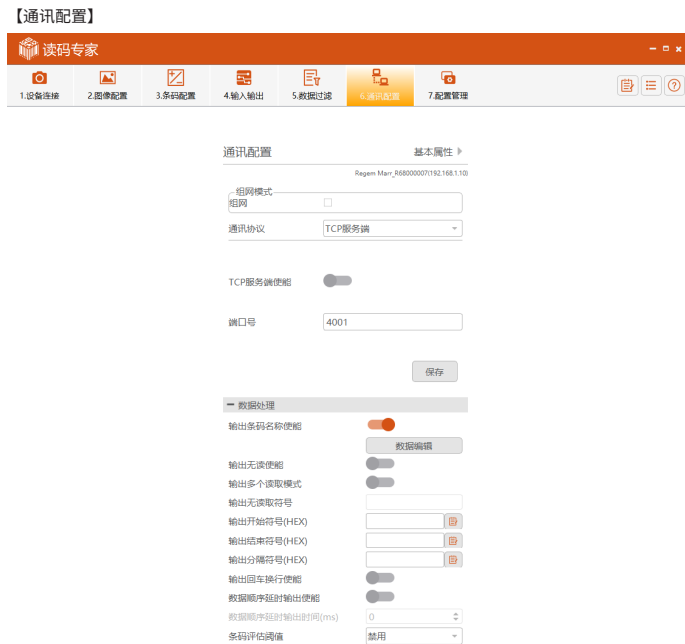 【通讯配置】
读码专家
1.设备连接 2.图像配置 3.条码配置 4.输入输出 5.数据过滤 6.通讯配置 7.配置管理
通讯配置 基本属性
Regem Marr_R68000007(192.168.1.10)
组网模式
组网
通讯协议 TCP服务端
TCP服务端使能
端口号 4001
保存
数据处理
输出条码名称使能
数据编辑
输出无读使能
输出多个读取模式
输出无读取符号
输出开始符号(HEX)
输出结束符号(HEX)
输出分隔符号(HEX)
输出回车换行使能
数据顺序延时输出使能
数据顺序延时输出时间(ms) 0
条码评估阈值 禁用